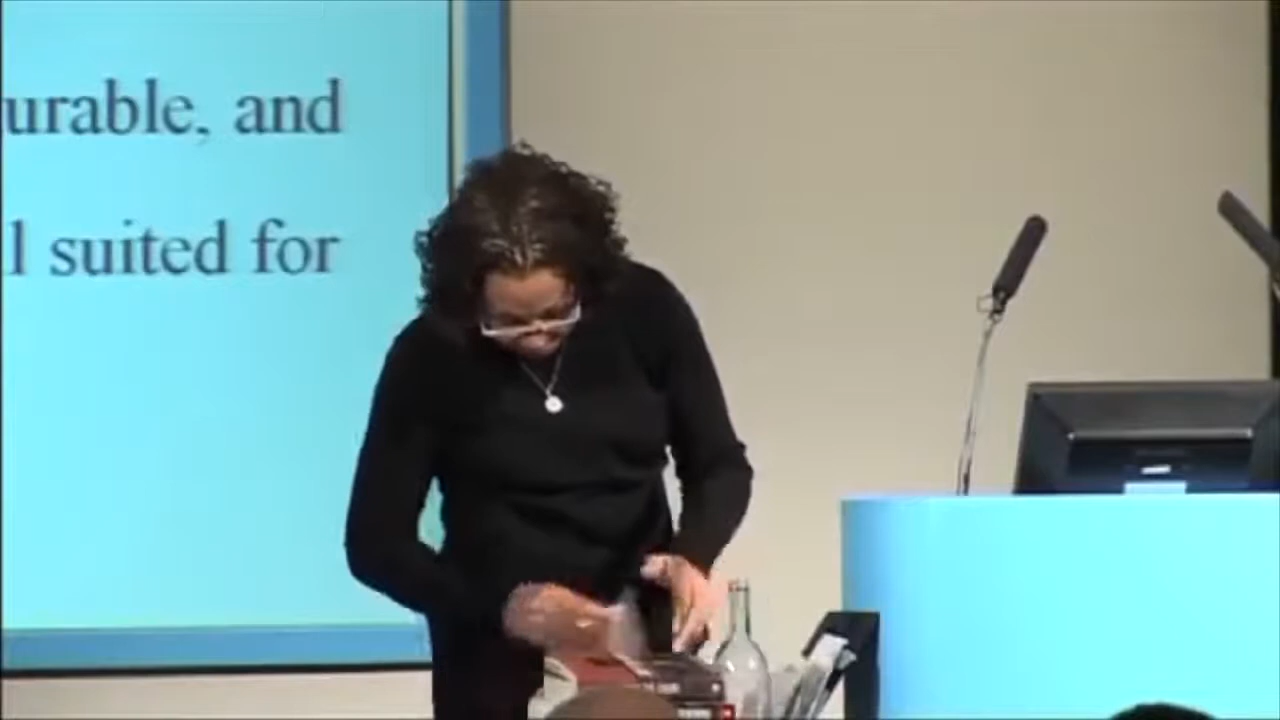 urable, and
l suited for